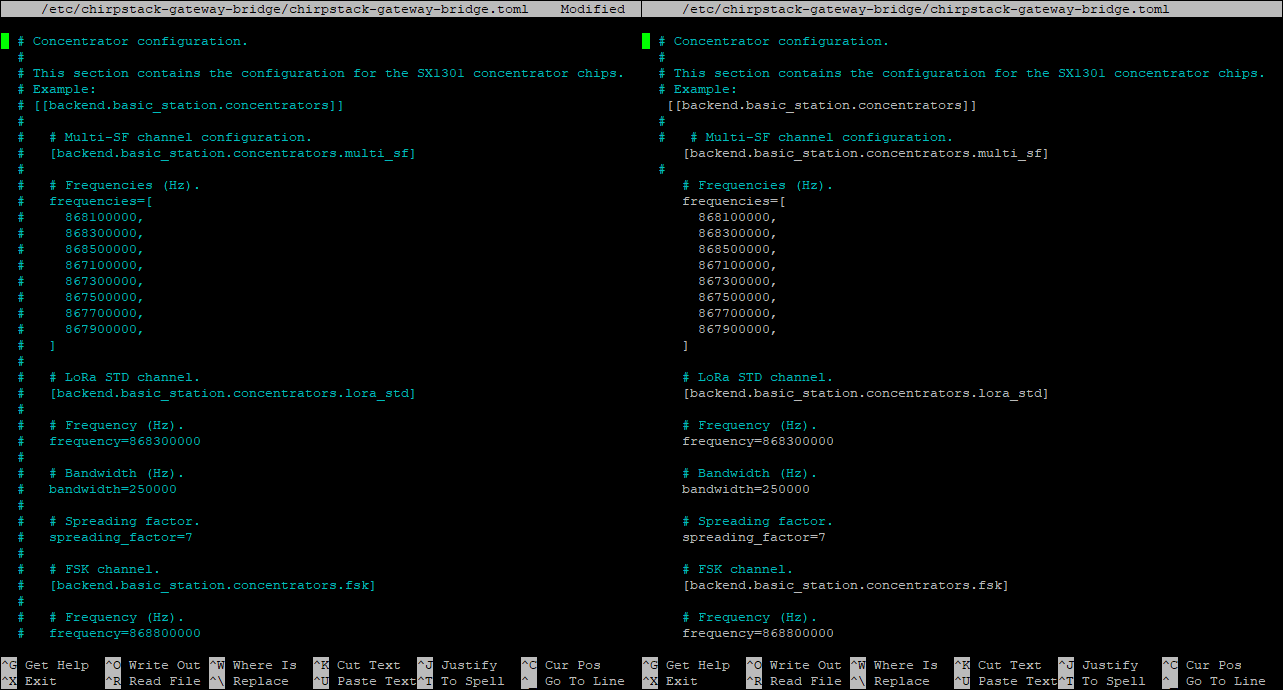 /etc/chirpstack-gateway-bridge/chirpstack-gateway-bridge.toml    Modified
# Concentrator configuration.
#
# This section contains the configuration for the SX1301 concentrator chips.
# Example:
# [[backend.basic_station.concentrators]]
#
#   # Multi-SF channel configuration.
#   [backend.basic_station.concentrators.multi_sf]
#
#   # Frequencies (Hz).
#   frequencies=[
#     868100000,
#     868300000,
#     868500000,
#     867100000,
#     867300000,
#     867500000,
#     867700000,
#     867900000,
#   ]
#
#   # LoRa STD channel.
#   [backend.basic_station.concentrators.lora_std]
#
#   # Frequency (Hz).
#   frequency=868300000
#
#   # Bandwidth (Hz).
#   bandwidth=250000
#
#   # Spreading factor.
#   spreading_factor=7
#
#   # FSK channel.
#   [backend.basic_station.concentrators.fsk]
#
#   # Frequency (Hz).
#   frequency=868800000
^G Get Help  ^O Write Out ^W Where Is  ^K Cut Text  ^J Justify   ^C Cur Pos
^X Exit      ^R Read File ^\ Replace   ^U Paste Text^T To Spell  ^_ Go To Line
/etc/chirpstack-gateway-bridge/chirpstack-gateway-bridge.toml
# Concentrator configuration.
#
# This section contains the configuration for the SX1301 concentrator chips.
# Example:
 [[backend.basic_station.concentrators]]
#
#   # Multi-SF channel configuration.
   [backend.basic_station.concentrators.multi_sf]
#
   # Frequencies (Hz).
   frequencies=[
     868100000,
     868300000,
     868500000,
     867100000,
     867300000,
     867500000,
     867700000,
     867900000,
   ]
   # LoRa STD channel.
   [backend.basic_station.concentrators.lora_std]
   # Frequency (Hz).
   frequency=868300000
   # Bandwidth (Hz).
   bandwidth=250000
   # Spreading factor.
   spreading_factor=7
   # FSK channel.
   [backend.basic_station.concentrators.fsk]
   # Frequency (Hz).
   frequency=868800000
^G Get Help  ^O Write Out ^W Where Is  ^K Cut Text  ^J Justify   ^C Cur Pos
^X Exit      ^R Read File ^\ Replace   ^U Paste Text^T To Spell  ^_ Go To Line